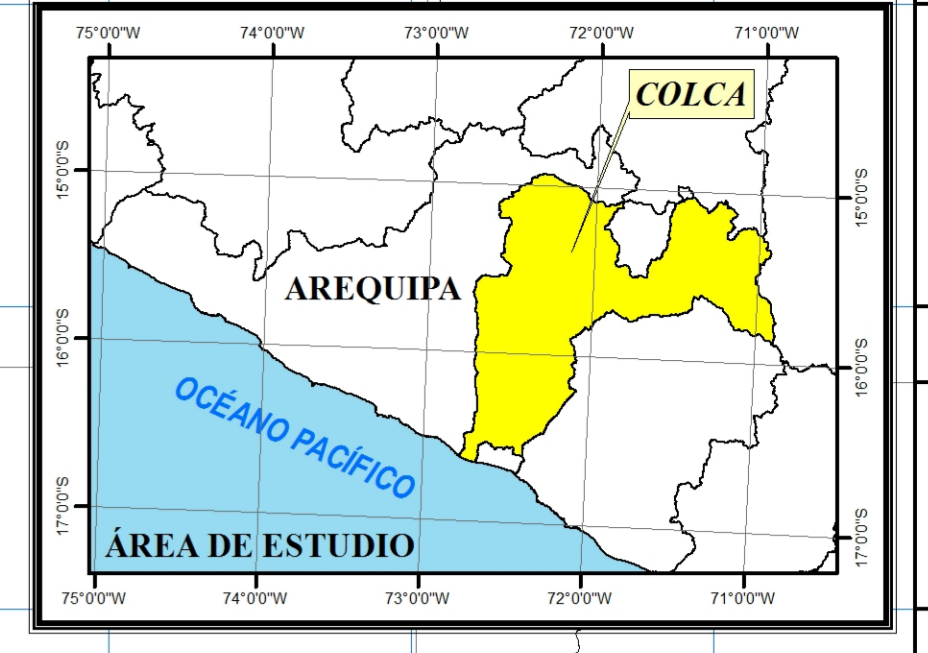 75°0'0"W 74°0'0"W 73°0'0"W 72°0'0"W 71°0'0"W
COLCA
15°0'0"S
15°0'0"S
AREQUIPA
16°0'0"S
16°0'0"S
OCÉANO PACÍFICO
17°0'0"S
17°0'0"S
ÁREA DE ESTUDIO
75°0'0"W 74°0'0"W 73°0'0"W 72°0'0"W 71°0'0"W